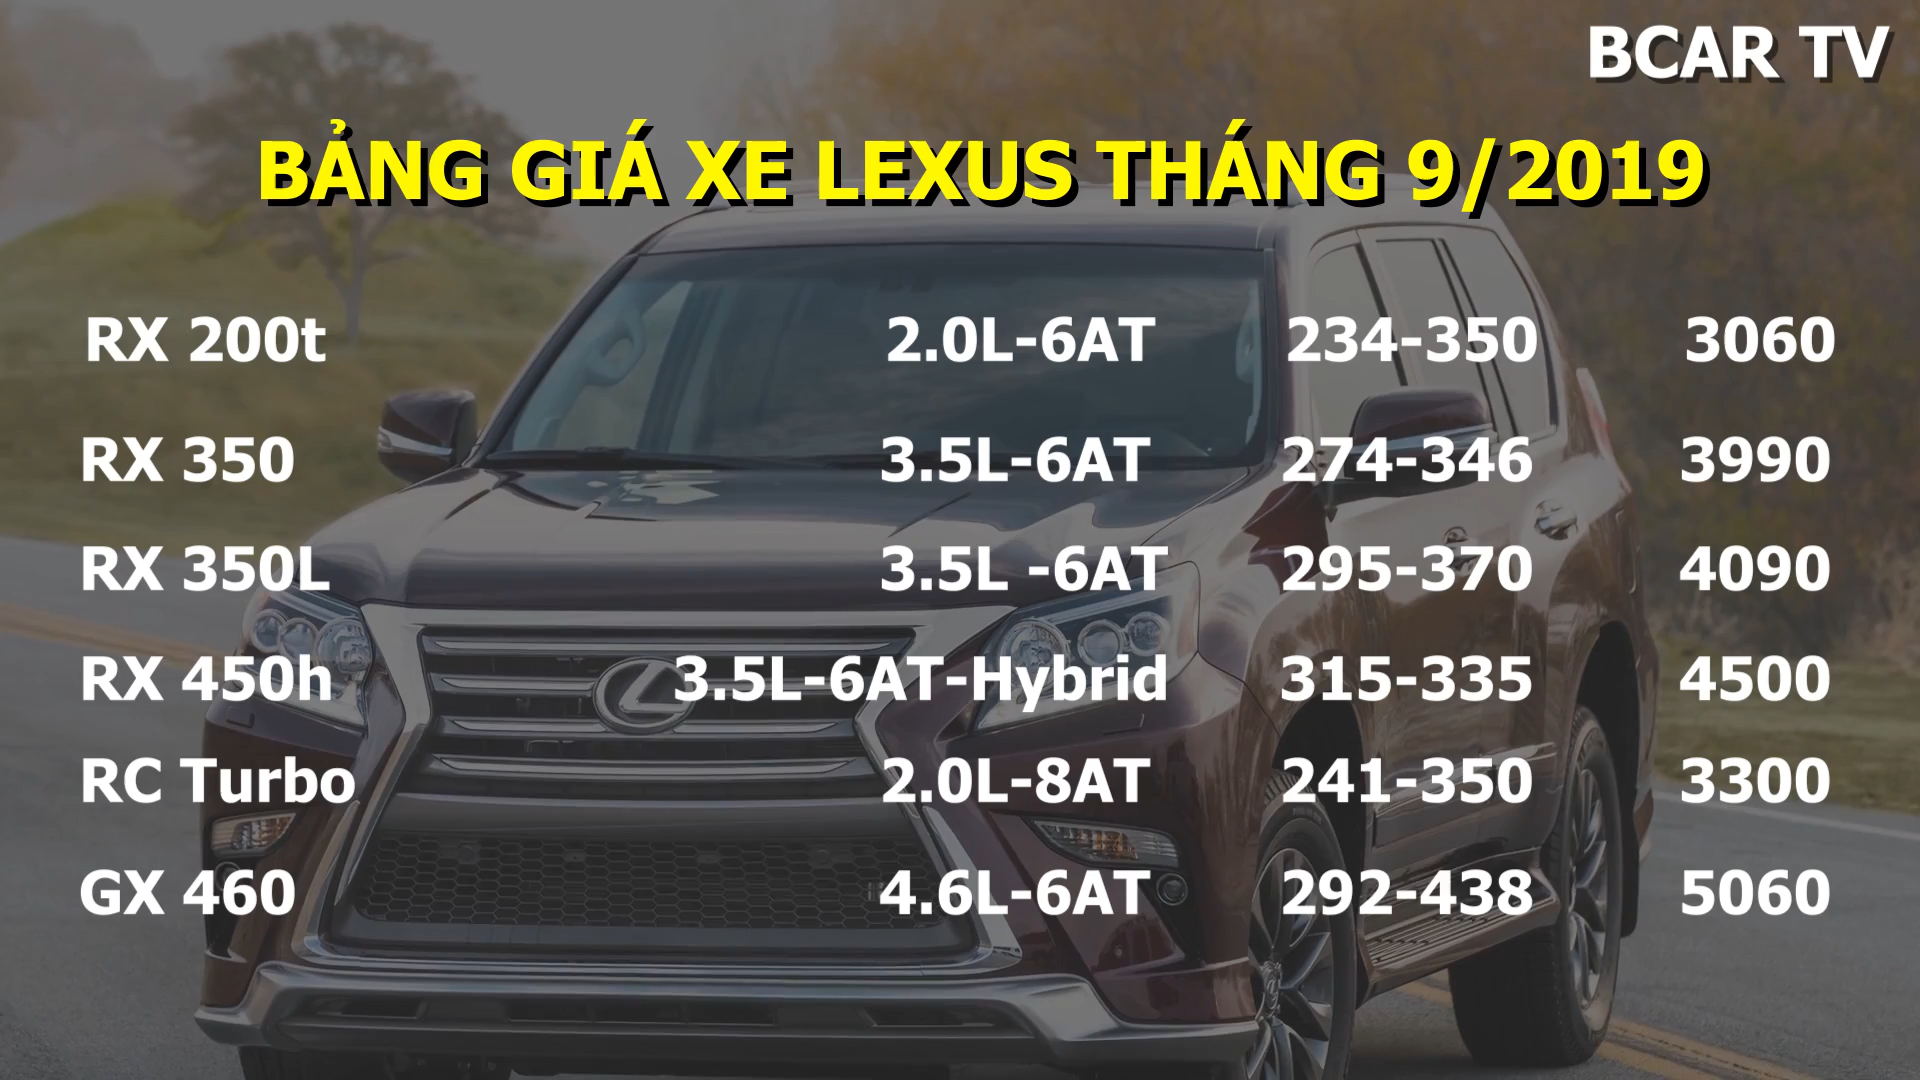 BCAR TV
BẢNG GIÁ XE LEXUS THÁNG 9/2019
RX 200t 2.0L-6AT 234-350 3060
RX 350 3.5L-6AT 274-346 3990
RX 350L 3.5L -6AT 295-370 4090
RX 450h 3.5L-6AT-Hybrid 315-335 4500
RC Turbo 2.0L-8AT 241-350 3300
GX 460 4.6L-6AT 292-438 5060